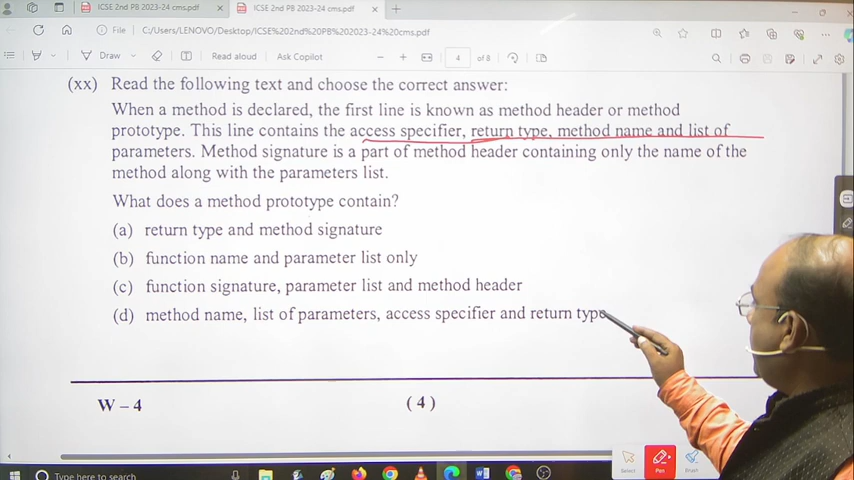 ICSE 2nd PB 2023-24 cms.pdf
ICSE 2nd PB 2023-24 cms.pdf
File
C:/Users/LENOVO/Desktop/ICSE%202nd%20PB%202023-24%20cms.pdf
Draw
Read aloud
Ask Copilot
4 of 8
(xx) Read the following text and choose the correct answer:
When a method is declared, the first line is known as method header or method
prototype. This line contains the access specifier, return type, method name and list of
parameters. Method signature is a part of method header containing only the name of the
method along with the parameters list.
What does a method prototype contain?
(a) return type and method signature
(b) function name and parameter list only
(c) function signature, parameter list and method header
(d) method name, list of parameters, access specifier and return type
W – 4
( 4 )
Select
Pen
Brush
Type here to search